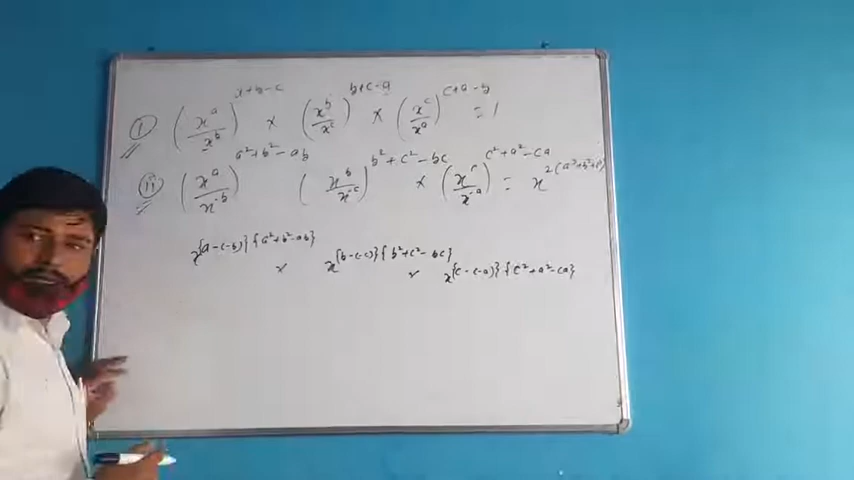 (i) (x^a/x^b)^{x+b-c} × (x^b/x^c)^{b+c-a} × (x^c/x^a)^{c+a-b} = 1
(ii) (x^a/x^{-b})^{a²+b²-ab} (x^b/x^{-c})^{b²+c²-bc} × (x^c/x^{-a})^{c²+a²-ca} = x^{2(a³+b³+c³)}
x^{{a-(-b)}{a²+b²-ab}} × x^{{b-(-c)}{b²+c²-bc}} × x^{{c-(-a)}{c²+a²-ca}}